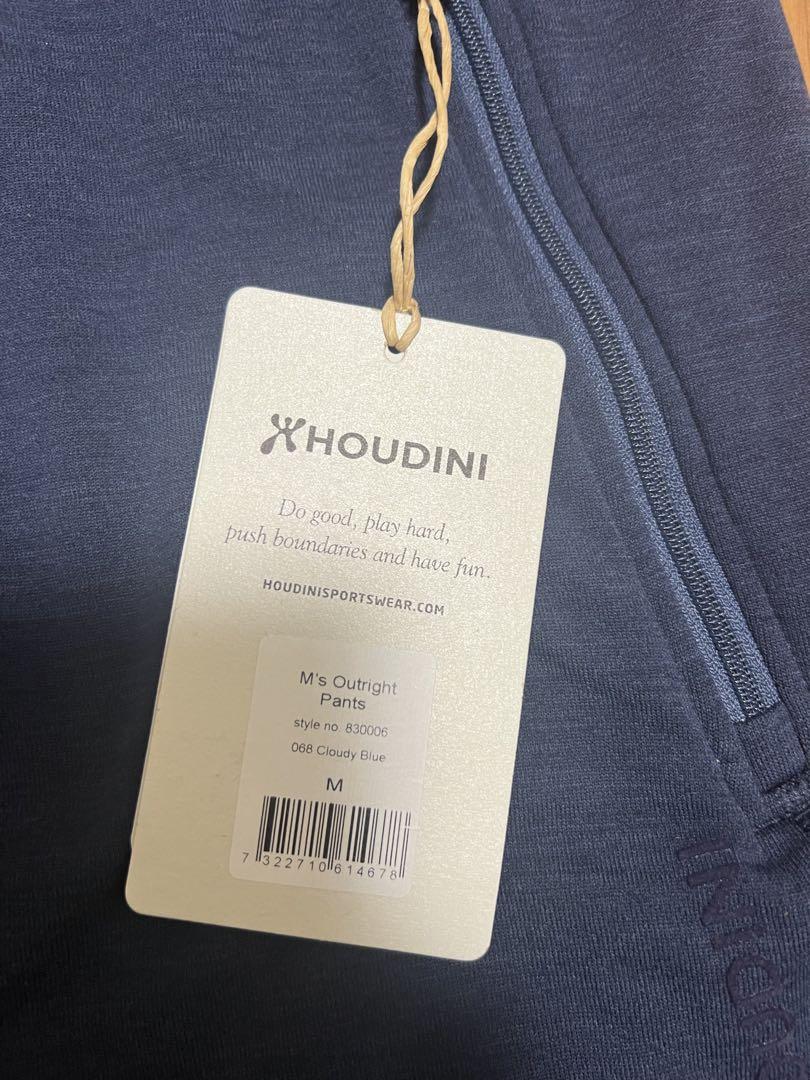 HOUDINI
Do good, play hard,
push boundaries and have fun.
HOUDINISPORTSWEAR.COM
M's Outright
Pants
style no. 830006
068 Cloudy Blue
M
7 322710 614678